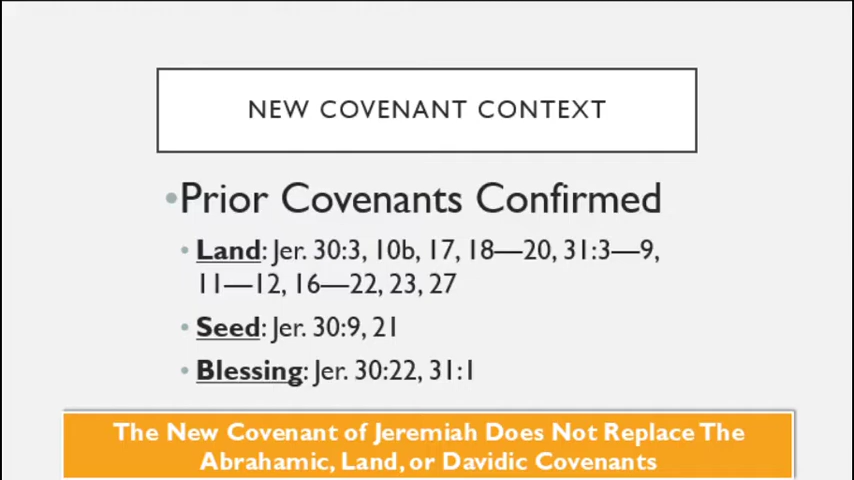 NEW COVENANT CONTEXT
•Prior Covenants Confirmed
• Land: Jer. 30:3, 10b, 17, 18—20, 31:3—9,
11—12, 16—22, 23, 27
• Seed: Jer. 30:9, 21
• Blessing: Jer. 30:22, 31:1
The New Covenant of Jeremiah Does Not Replace The
Abrahamic, Land, or Davidic Covenants